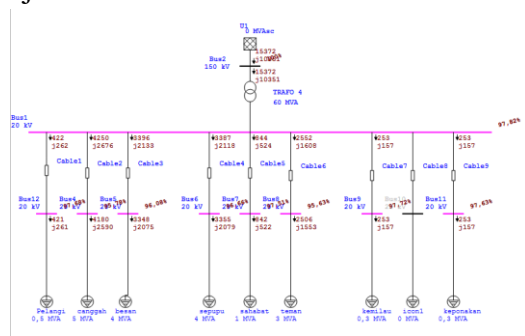 U1
0 MVAsc
15372
Bus2
150 kV
15372
j10351
TRAFO 4
60 MVA
Bus1
20 kV
97,82%
422 4250 3396 3387 844 2552 253 253
j262 j2676 j2133 j2118 j524 j1608 j157 j157
Cable1 Cable2 Cable3 Cable4 Cable5 Cable6 Cable7 Cable8 Cable9
96,08% 95,63% 97,72% 97,63%
Bus12 Bus4 Bus5 Bus6 Bus7 Bus8 Bus9 Bus11
20 kV 20 kV 20 kV 20 kV 20 kV 20 kV 20 kV 20 kV
421 4180 3348 3355 842 2506 253 253
j261 j2590 j2075 j2079 j522 j1553 j157 j157
Pelangi canggah besan sepupu sahabat teman kemilau icon1 keponakan
0,5 MVA 5 MVA 4 MVA 4 MVA 1 MVA 3 MVA 0,3 MVA 0 MVA 0,3 MVA